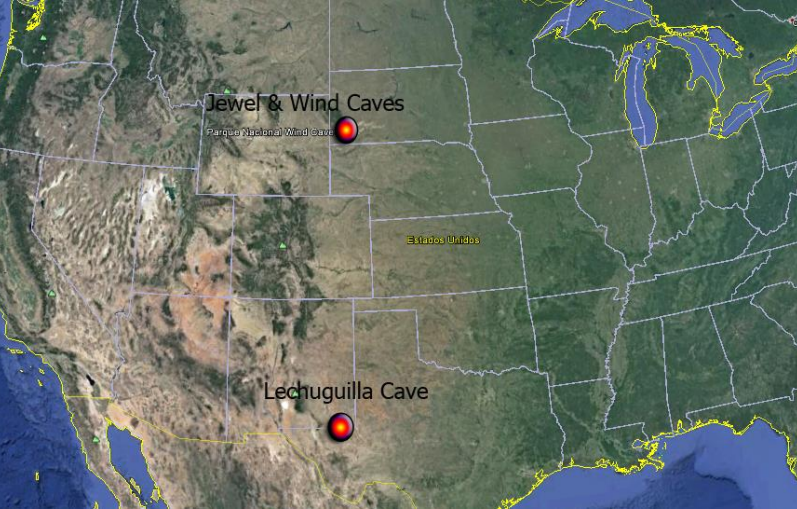 Jewel & Wind Caves
Parque Nacional Wind Cave
Estados Unidos
Lechuguilla Cave